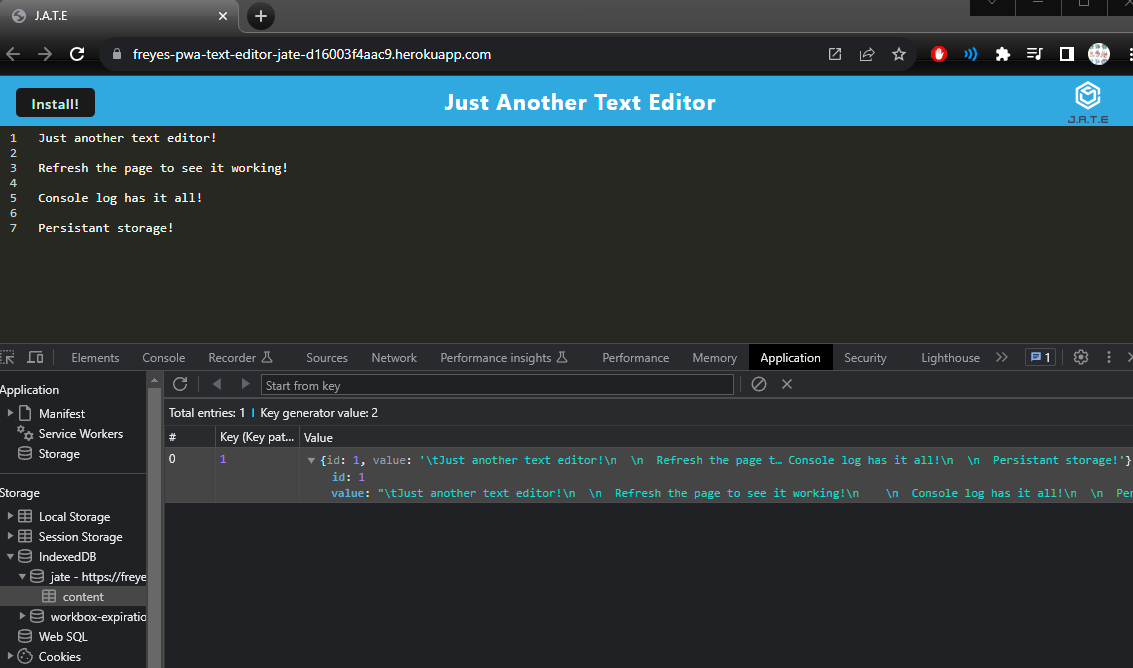 J.A.T.E
freyes-pwa-text-editor-jate-d16003f4aac9.herokuapp.com
Install!
Just Another Text Editor
J.A.T.E
1 Just another text editor!
2
3 Refresh the page to see it working!
4
5 Console log has it all!
6
7 Persistant storage!
Elements Console Recorder Sources Network Performance insights Performance Memory Application Security Lighthouse 1
Application
Manifest
Service Workers
Storage
Storage
Local Storage
Session Storage
IndexedDB
jate - https://freye
content
workbox-expiratio
Web SQL
Cookies
Start from key
Total entries: 1 Key generator value: 2
# Key (Key pat... Value
0 1 {id: 1, value: '\tJust another text editor!\n  \n  Refresh the page t… Console log has it all!\n  \n  Persistant storage!'}
id: 1
value: "\tJust another text editor!\n  \n  Refresh the page to see it working!\n    \n  Console log has it all!\n  \n  Per